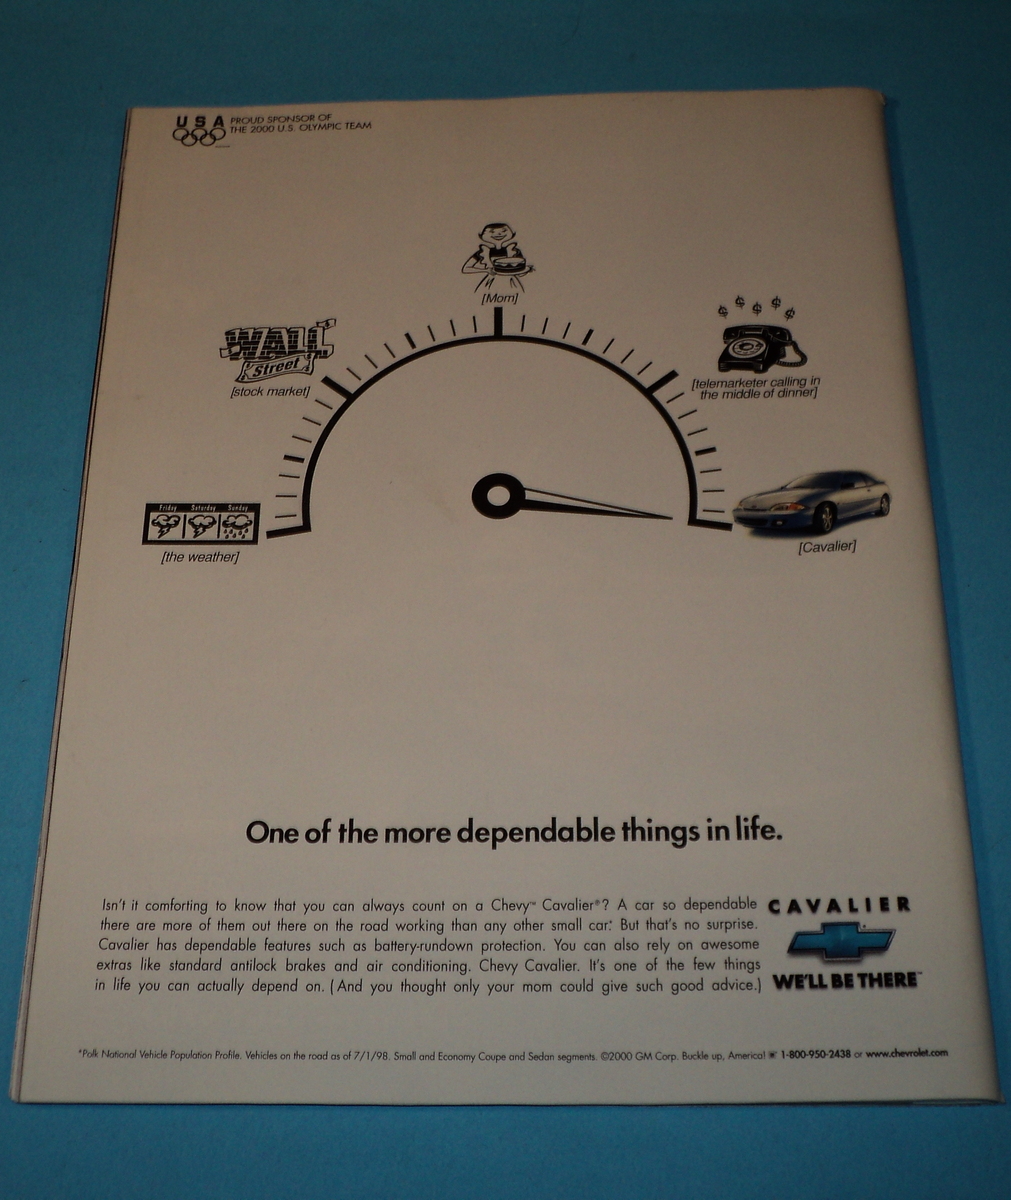 USA PROUD SPONSOR OF
THE 2000 U.S. OLYMPIC TEAM
[Mom]
WALL
Street
[stock market]
$ $ $ $ $
[telemarketer calling in
the middle of dinner]
Friday Saturday Sunday
[the weather]
[Cavalier]
One of the more dependable things in life.
Isn't it comforting to know that you can always count on a Chevy™ Cavalier®? A car so dependable
there are more of them out there on the road working than any other small car.* But that's no surprise.
Cavalier has dependable features such as battery-rundown protection. You can also rely on awesome
extras like standard antilock brakes and air conditioning. Chevy Cavalier. It's one of the few things
in life you can actually depend on. (And you thought only your mom could give such good advice.)
CAVALIER
WE'LL BE THERE™
*Polk National Vehicle Population Profile. Vehicles on the road as of 7/1/98. Small and Economy Coupe and Sedan segments. ©2000 GM Corp. Buckle up, America! ☎ 1-800-950-2438 or www.chevrolet.com